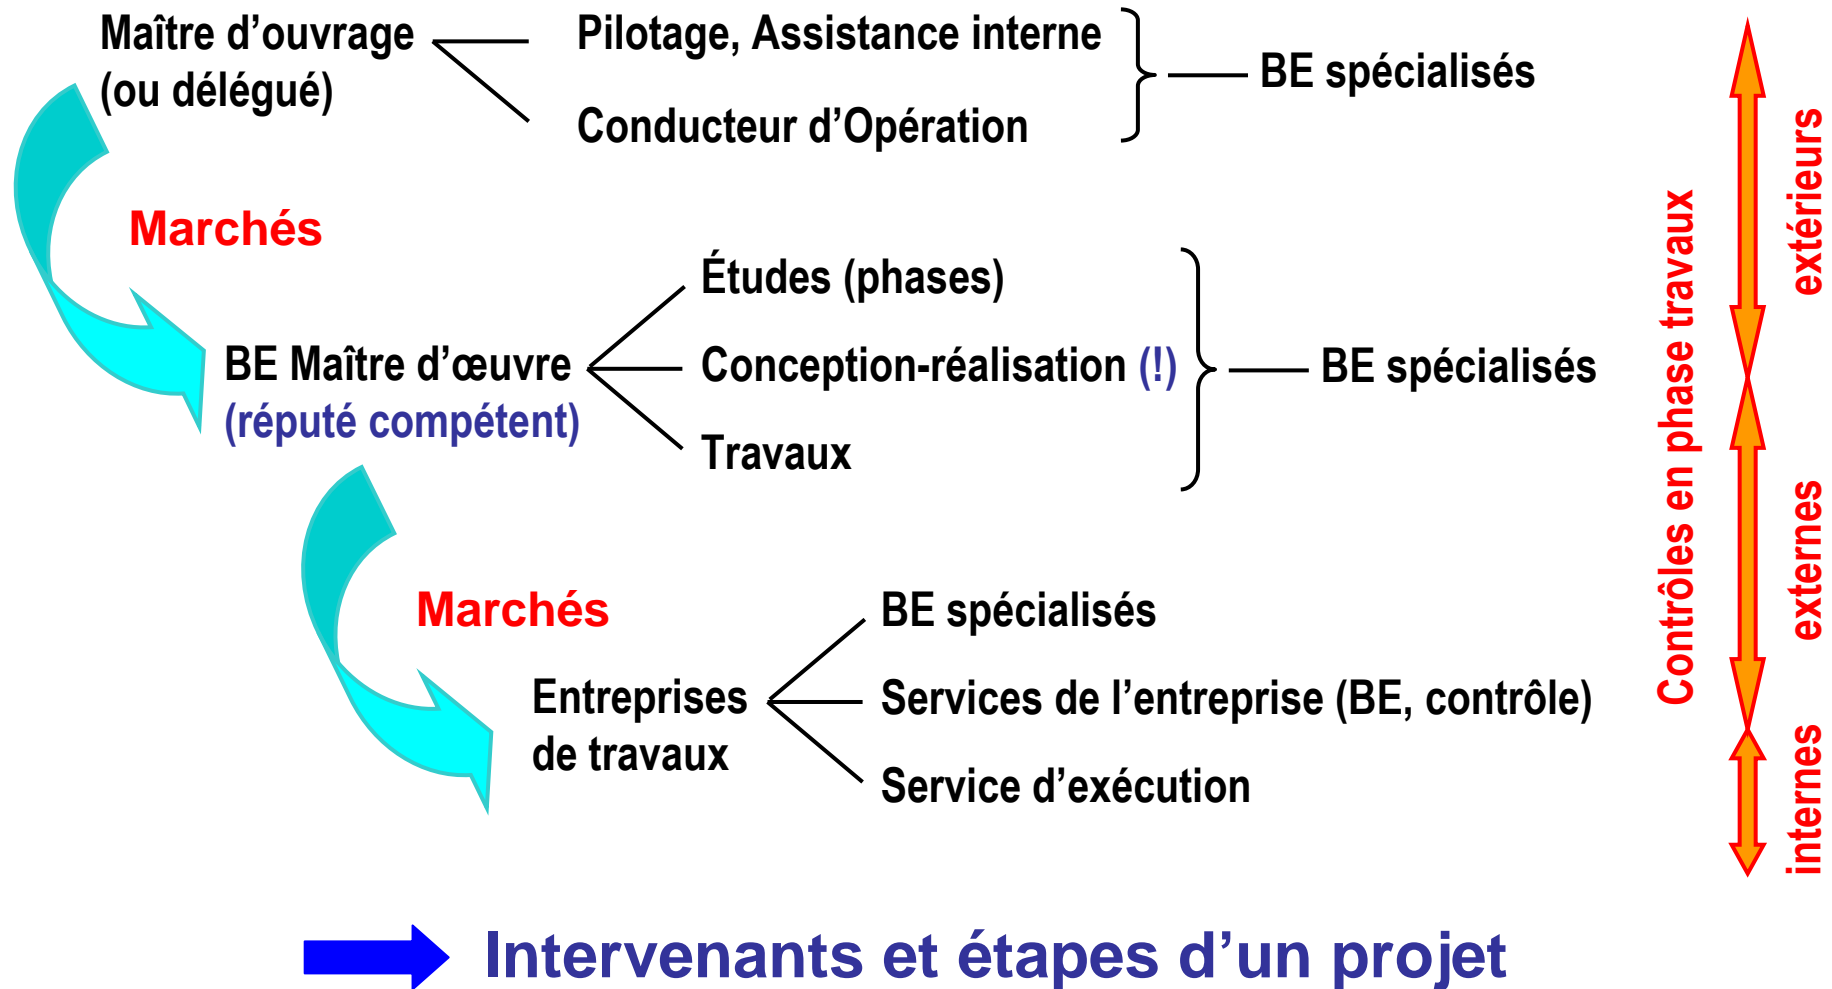 Maître d’ouvrage
(ou délégué)
Pilotage, Assistance interne
Conducteur d’Opération
BE spécialisés
Marchés
BE Maître d’œuvre
(réputé compétent)
Études (phases)
Conception-réalisation (!)
Travaux
BE spécialisés
Marchés
Entreprises
de travaux
BE spécialisés
Services de l’entreprise (BE, contrôle)
Service d’exécution
Contrôles en phase travaux
extérieurs
externes
internes
Intervenants et étapes d’un projet